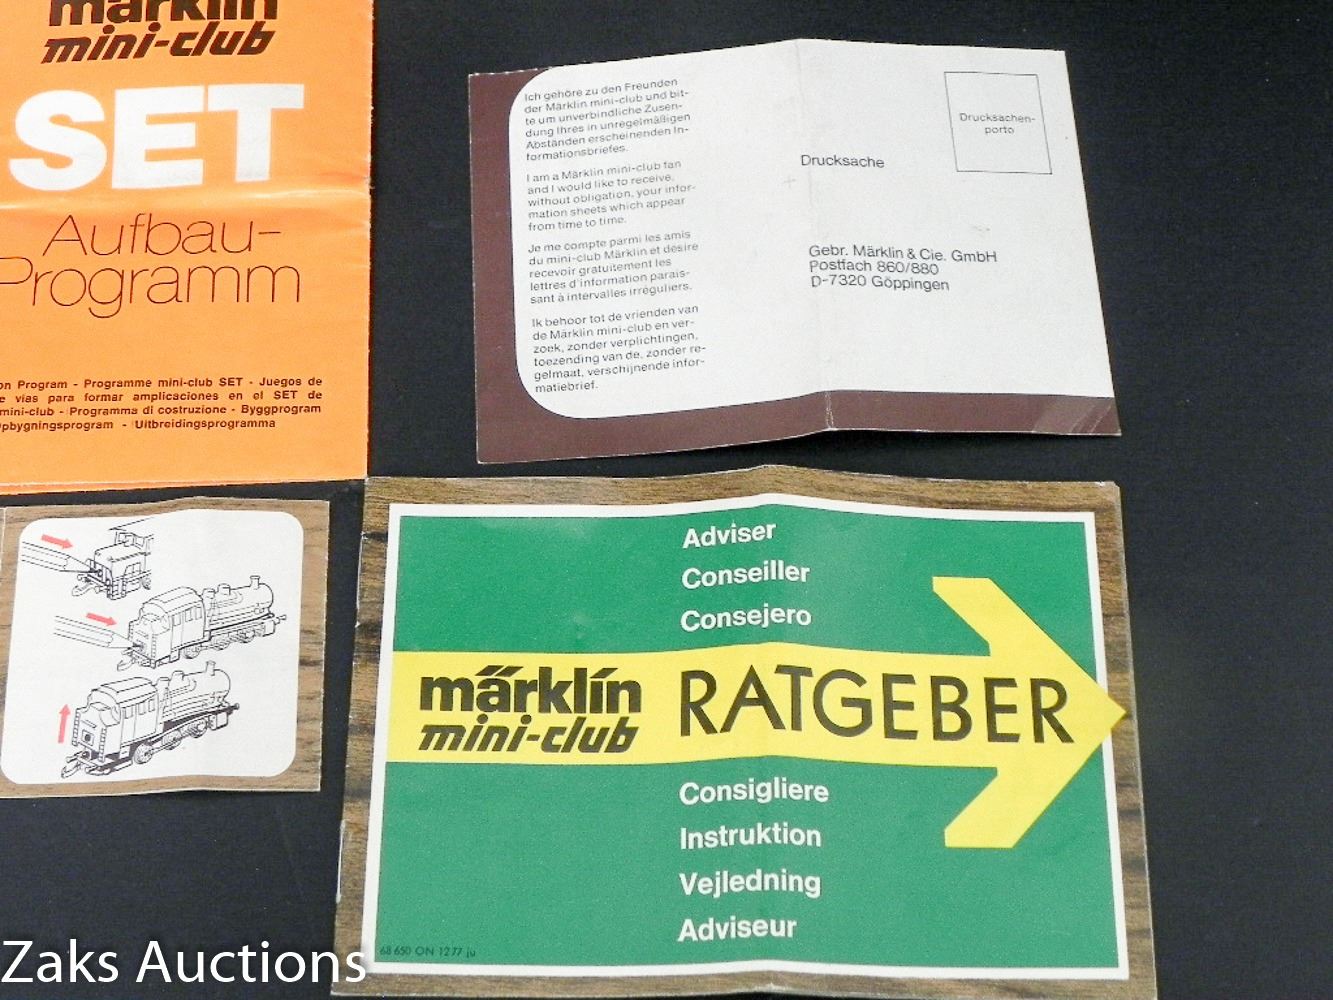 märklin
mini-club
SET
Aufbau-
Programm
on Program - Programme mini-club SET - Juegos de
e vias para formar amplicaciones en el SET de
mini-club - Programma di costruzione - Byggprogram
pbygningsprogram - Uitbreidingsprogramma
Ich gehöre zu den Freunden
der Märklin mini-club und bit-
te um unverbindliche Zusen-
dung Ihres in unregelmäßigen
Abständen erscheinenden In-
formationsbriefes.
I am a Märklin mini-club fan
and I would like to receive,
without obligation, your infor-
mation sheets which appear
from time to time.
Je me compte parmi les amis
du mini-club Märklin et désire
recevoir gratuitement les
lettres d'information parais-
sant à intervalles irréguliers.
Ik behoor tot de vrienden van
de Märklin mini-club en ver-
zoek, zonder verplichtingen,
toezending van de, zonder re-
gelmaat, verschijnende infor-
matiebrief.
Drucksache
Drucksachen-
porto
Gebr. Märklin & Cie. GmbH
Postfach 860/880
D-7320 Göppingen
Adviser
Conseiller
Consejero
märklin
mini-club
RATGEBER
Consigliere
Instruktion
Vejledning
Adviseur
68 650 ON 12 77 ju
Zaks Auctions